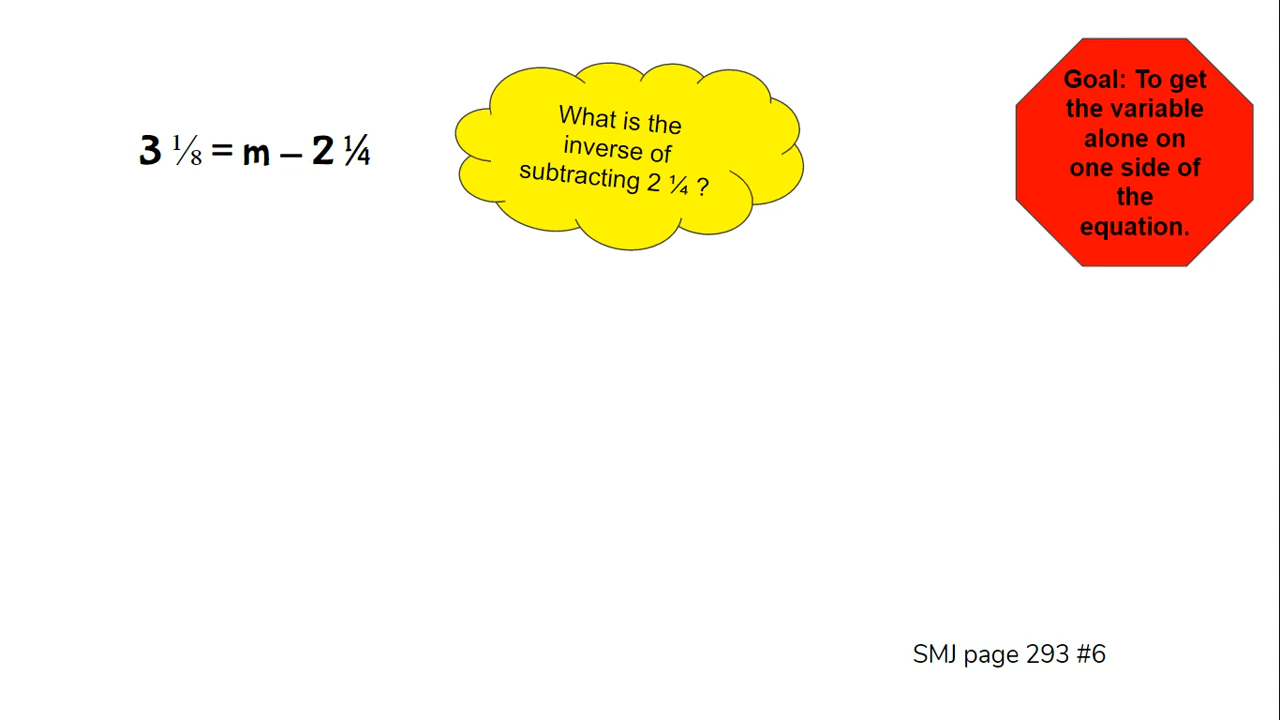 3 ⅛ = m – 2 ¼
What is the
inverse of
subtracting 2 ¼ ?
Goal: To get
the variable
alone on
one side of
the
equation.
SMJ page 293 #6